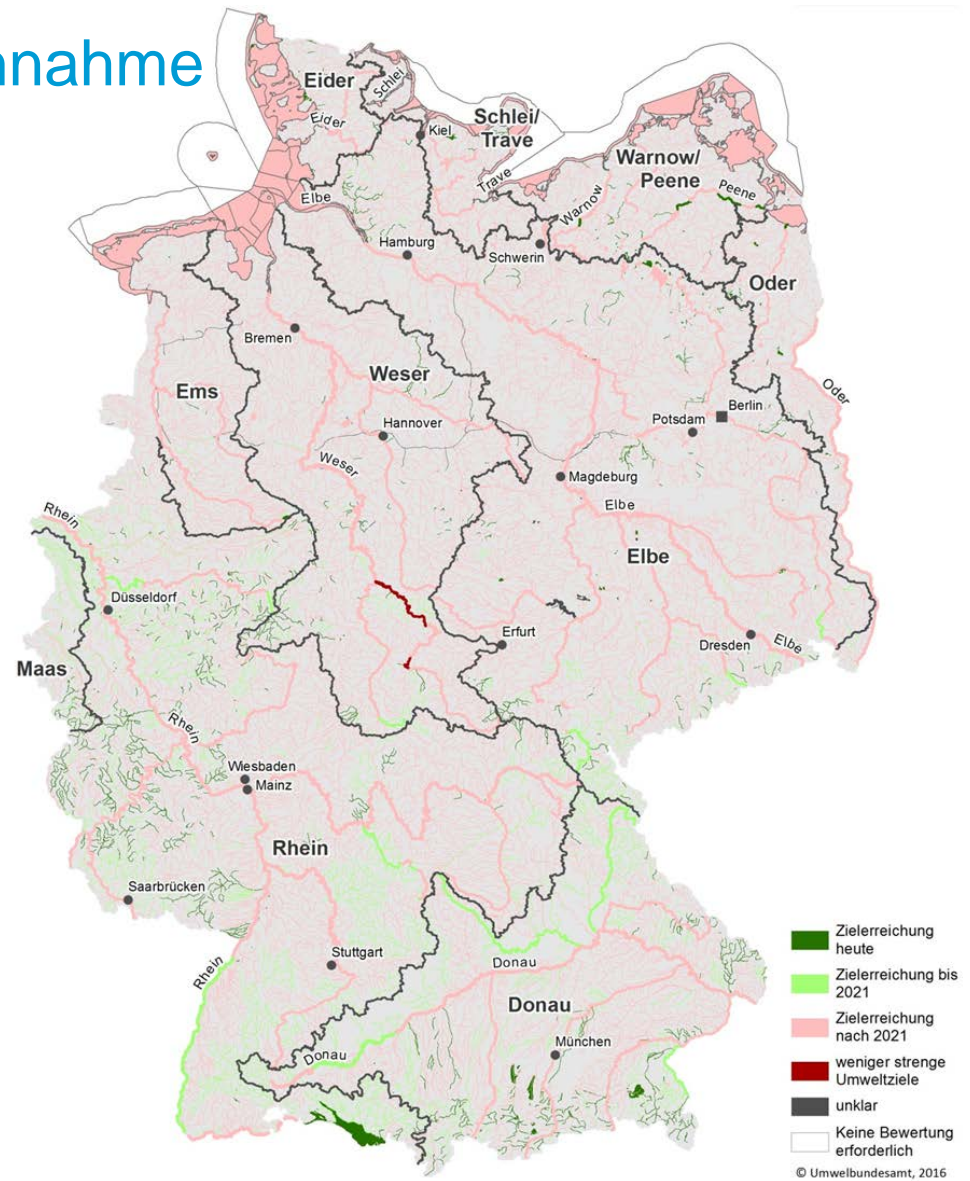 nnahme
Eider
Schlei
Eider
Kiel
Schlei/
Trave
Trave
Warnow/
Peene
Warnow
Peene
Elbe
Hamburg
Schwerin
Oder
Bremen
Weser
Ems
Oder
Berlin
Potsdam
Hannover
Weser
Magdeburg
Elbe
Rhein
Elbe
Düsseldorf
Erfurt
Dresden
Elbe
Maas
Rhein
Wiesbaden
Mainz
Rhein
Saarbrücken
Stuttgart
Rhein
Donau
Donau
München
Donau
Zielerreichung
heute
Zielerreichung bis
2021
Zielerreichung
nach 2021
weniger strenge
Umweltziele
unklar
Keine Bewertung
erforderlich
© Umwelbundesamt, 2016